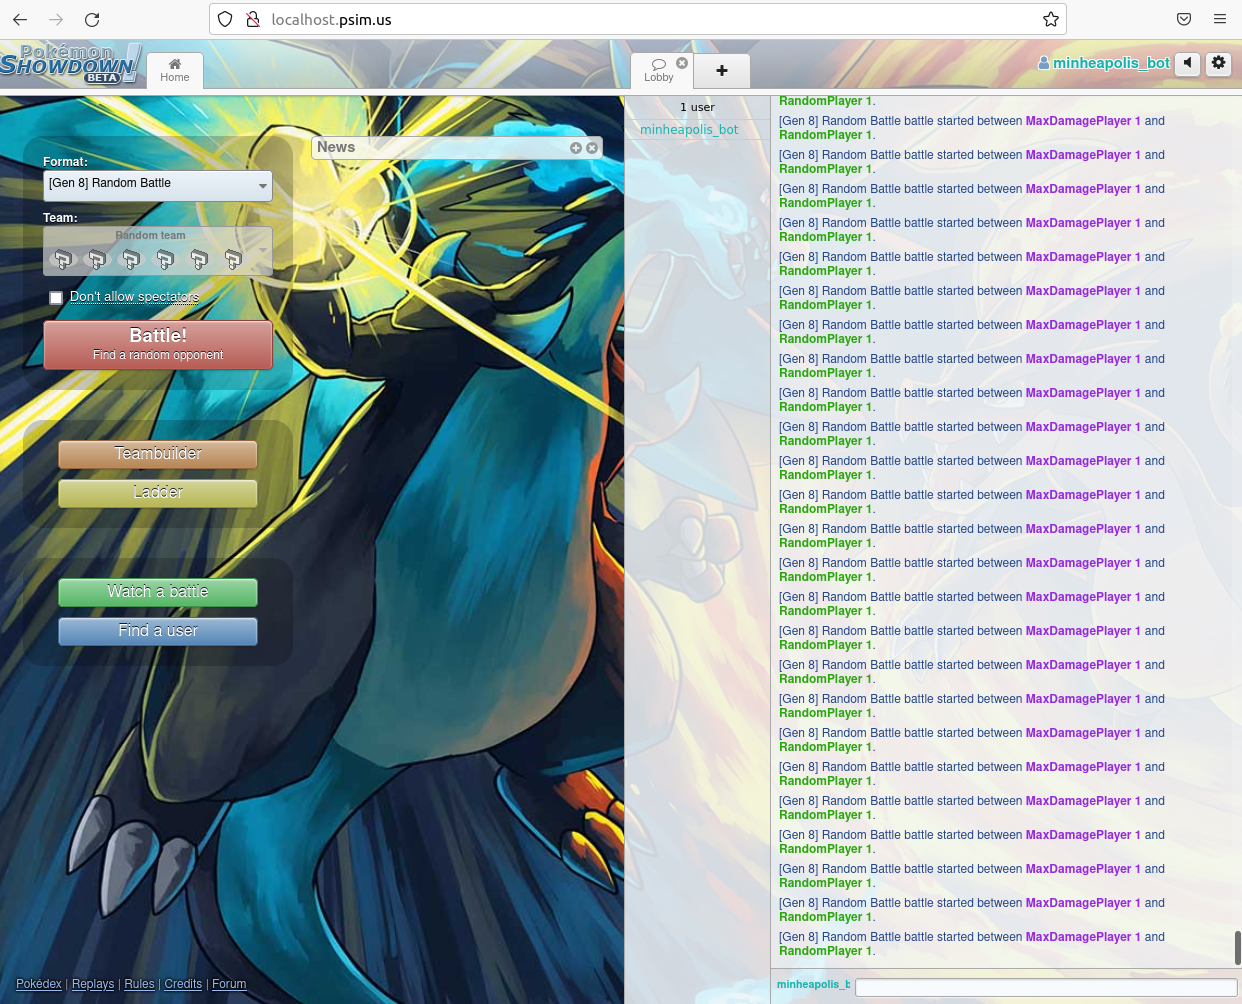 localhost.psim.us
Pokémon
SHOWDOWN!
BETA
Home
Lobby
minheapolis_bot
Format:
[Gen 8] Random Battle
Team:
Random team
Don't allow spectators
Battle!
Find a random opponent
Teambuilder
Ladder
Watch a battle
Find a user
Pokédex | Replays | Rules | Credits | Forum
News
1 user
minheapolis_bot
RandomPlayer 1.
[Gen 8] Random Battle battle started between MaxDamagePlayer 1 and
RandomPlayer 1.
[Gen 8] Random Battle battle started between MaxDamagePlayer 1 and
RandomPlayer 1.
[Gen 8] Random Battle battle started between MaxDamagePlayer 1 and
RandomPlayer 1.
[Gen 8] Random Battle battle started between MaxDamagePlayer 1 and
RandomPlayer 1.
[Gen 8] Random Battle battle started between MaxDamagePlayer 1 and
RandomPlayer 1.
[Gen 8] Random Battle battle started between MaxDamagePlayer 1 and
RandomPlayer 1.
[Gen 8] Random Battle battle started between MaxDamagePlayer 1 and
RandomPlayer 1.
[Gen 8] Random Battle battle started between MaxDamagePlayer 1 and
RandomPlayer 1.
[Gen 8] Random Battle battle started between MaxDamagePlayer 1 and
RandomPlayer 1.
[Gen 8] Random Battle battle started between MaxDamagePlayer 1 and
RandomPlayer 1.
[Gen 8] Random Battle battle started between MaxDamagePlayer 1 and
RandomPlayer 1.
[Gen 8] Random Battle battle started between MaxDamagePlayer 1 and
RandomPlayer 1.
[Gen 8] Random Battle battle started between MaxDamagePlayer 1 and
RandomPlayer 1.
[Gen 8] Random Battle battle started between MaxDamagePlayer 1 and
RandomPlayer 1.
[Gen 8] Random Battle battle started between MaxDamagePlayer 1 and
RandomPlayer 1.
[Gen 8] Random Battle battle started between MaxDamagePlayer 1 and
RandomPlayer 1.
[Gen 8] Random Battle battle started between MaxDamagePlayer 1 and
RandomPlayer 1.
[Gen 8] Random Battle battle started between MaxDamagePlayer 1 and
RandomPlayer 1.
[Gen 8] Random Battle battle started between MaxDamagePlayer 1 and
RandomPlayer 1.
[Gen 8] Random Battle battle started between MaxDamagePlayer 1 and
RandomPlayer 1.
[Gen 8] Random Battle battle started between MaxDamagePlayer 1 and
RandomPlayer 1.
[Gen 8] Random Battle battle started between MaxDamagePlayer 1 and
RandomPlayer 1.
[Gen 8] Random Battle battle started between MaxDamagePlayer 1 and
RandomPlayer 1.
[Gen 8] Random Battle battle started between MaxDamagePlayer 1 and
RandomPlayer 1.
[Gen 8] Random Battle battle started between MaxDamagePlayer 1 and
RandomPlayer 1.
minheapolis_b